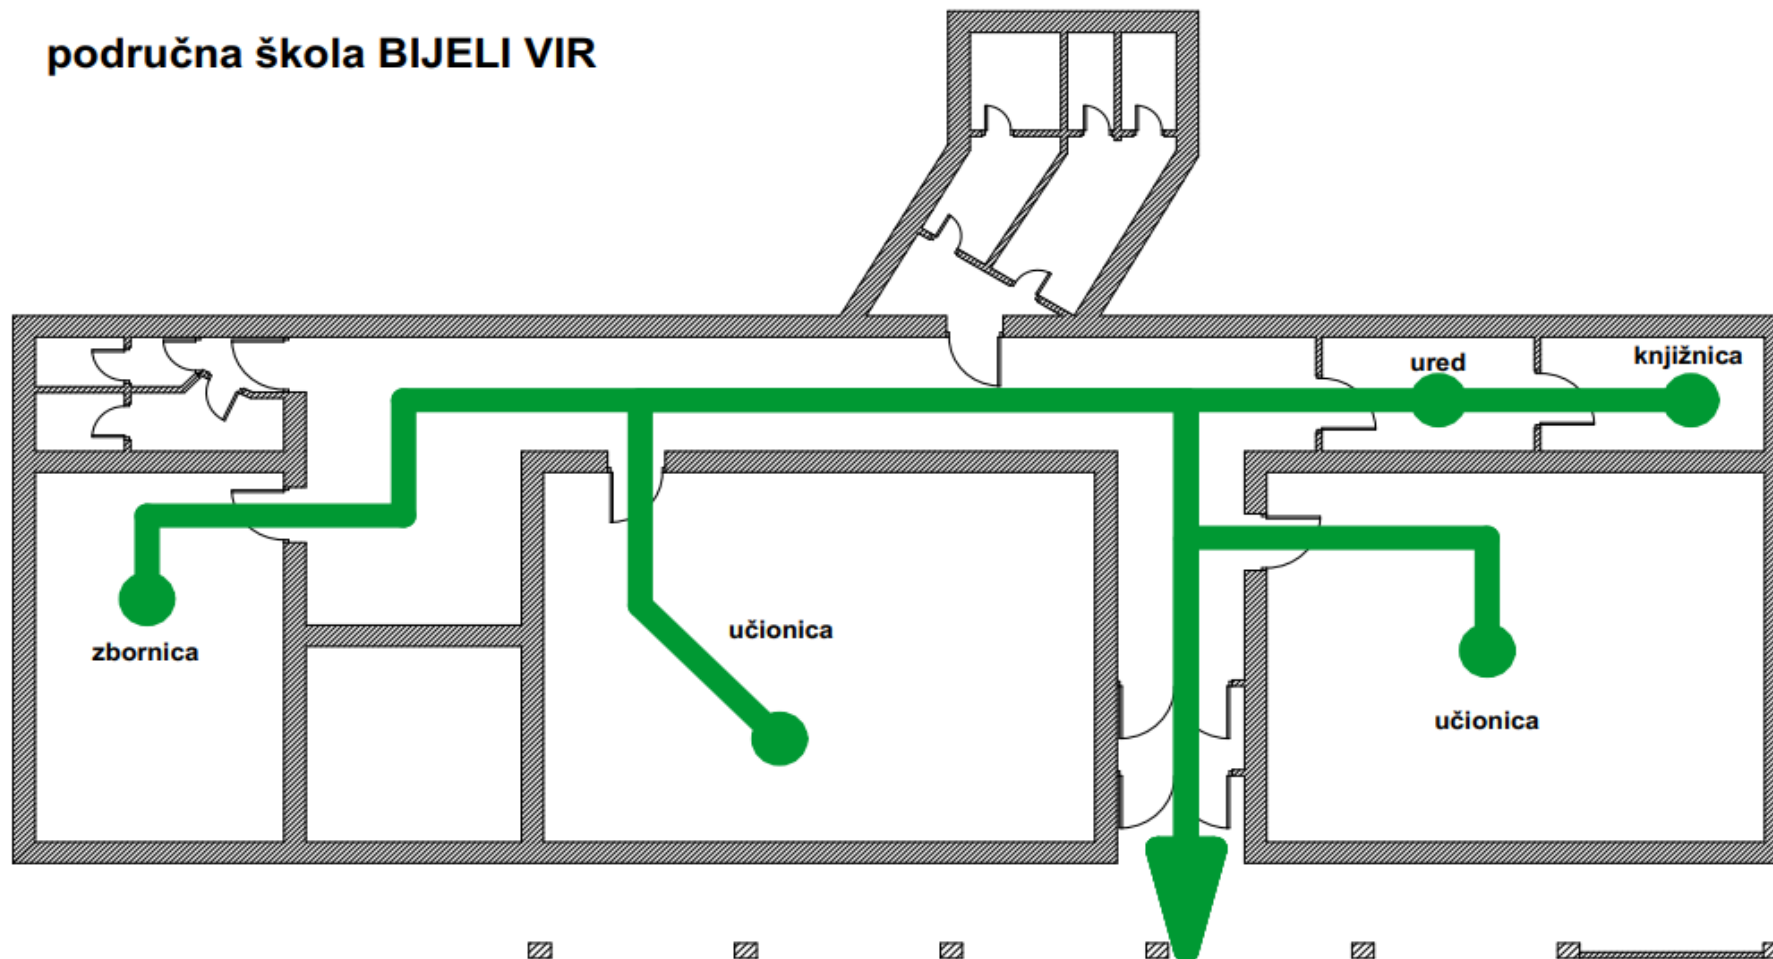 područna škola BIJELI VIR
ured
knjižnica
zbornica
učionica
učionica